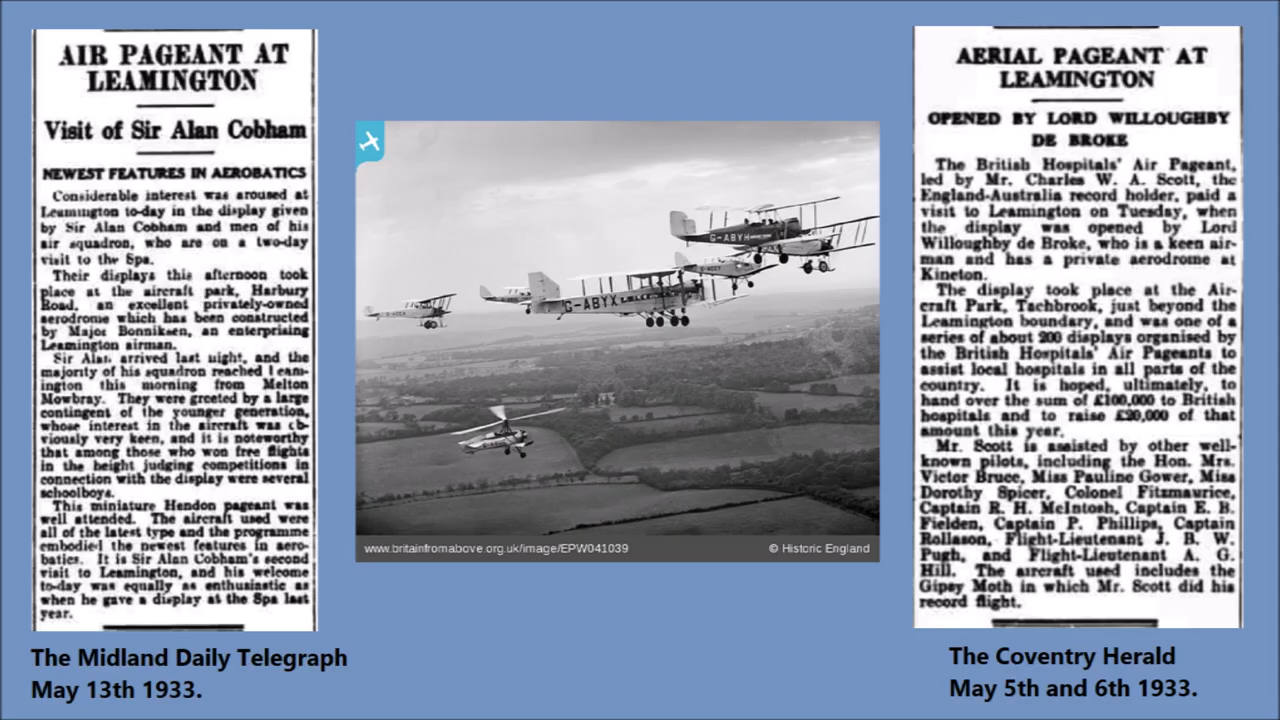 AIR PAGEANT AT
LEAMINGTON
Visit of Sir Alan Cobham
NEWEST FEATURES IN AEROBATICS
Considerable interest was aroused at
Leamington to-day in the display given
by Sir Alan Cobham and men of his
air squadron, who are on a two-day
visit to the Spa.
Their displays this afternoon took
place at the aircraft park, Harbury
Road, an excellent privately-owned
aerodrome which has been constructed
by Major Bonniksen, an enterprising
Leamington airman.
Sir Alan arrived last night, and the
majority of his squadron reached Leam-
ington this morning from Melton
Mowbray. They were greeted by a large
contingent of the younger generation,
whose interest in the aircraft was ob-
viously very keen, and it is noteworthy
that among those who won free flights
in the height judging competitions in
connection with the display were several
schoolboys.
This miniature Hendon pageant was
well attended. The aircraft used were
all of the latest type and the programme
embodied the newest features in aero-
batics. It is Sir Alan Cobham's second
visit to Leamington, and his welcome
to-day was equally as enthusiastic as
when he gave a display at the Spa last
year.
The Midland Daily Telegraph
May 13th 1933.
G-ABYH
G-ABYX
www.britainfromabove.org.uk/image/EPW041039
© Historic England
AERIAL PAGEANT AT
LEAMINGTON
OPENED BY LORD WILLOUGHBY
DE BROKE
The British Hospitals' Air Pageant,
led by Mr. Charles W. A. Scott, the
England-Australia record holder, paid a
visit to Leamington on Tuesday, when
the display was opened by Lord
Willoughby de Broke, who is a keen air-
man and has a private aerodrome at
Kineton.
The display took place at the Air-
craft Park, Tachbrook, just beyond the
Leamington boundary, and was one of a
series of about 200 displays organised by
the British Hospitals' Air Pageants to
assist local hospitals in all parts of the
country. It is hoped, ultimately, to
hand over the sum of £100,000 to British
hospitals and to raise £20,000 of that
amount this year.
Mr. Scott is assisted by other well-
known pilots, including the Hon. Mrs.
Victor Bruce, Miss Pauline Gower, Miss
Dorothy Spicer, Colonel Fitzmaurice,
Captain R. H. McIntosh, Captain E. B.
Fielden, Captain P. Phillips, Captain
Rollason, Flight-Lieutenant J. B. W.
Pugh, and Flight-Lieutenant A. G.
Hill. The aircraft used includes the
Gipsy Moth in which Mr. Scott did his
record flight.
The Coventry Herald
May 5th and 6th 1933.